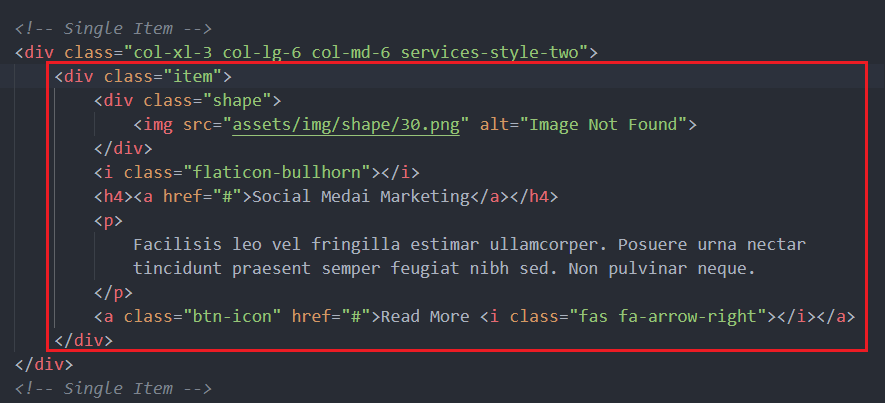 <!-- Single Item -->
<div class="col-xl-3 col-lg-6 col-md-6 services-style-two">
<div class="item">
<div class="shape">
<img src="assets/img/shape/30.png" alt="Image Not Found">
</div>
<i class="flaticon-bullhorn"></i>
<h4><a href="#">Social Medai Marketing</a></h4>
<p>
Facilisis leo vel fringilla estimar ullamcorper. Posuere urna nectar
tincidunt praesent semper feugiat nibh sed. Non pulvinar neque.
</p>
<a class="btn-icon" href="#">Read More <i class="fas fa-arrow-right"></i></a>
</div>
</div>
<!-- Single Item -->